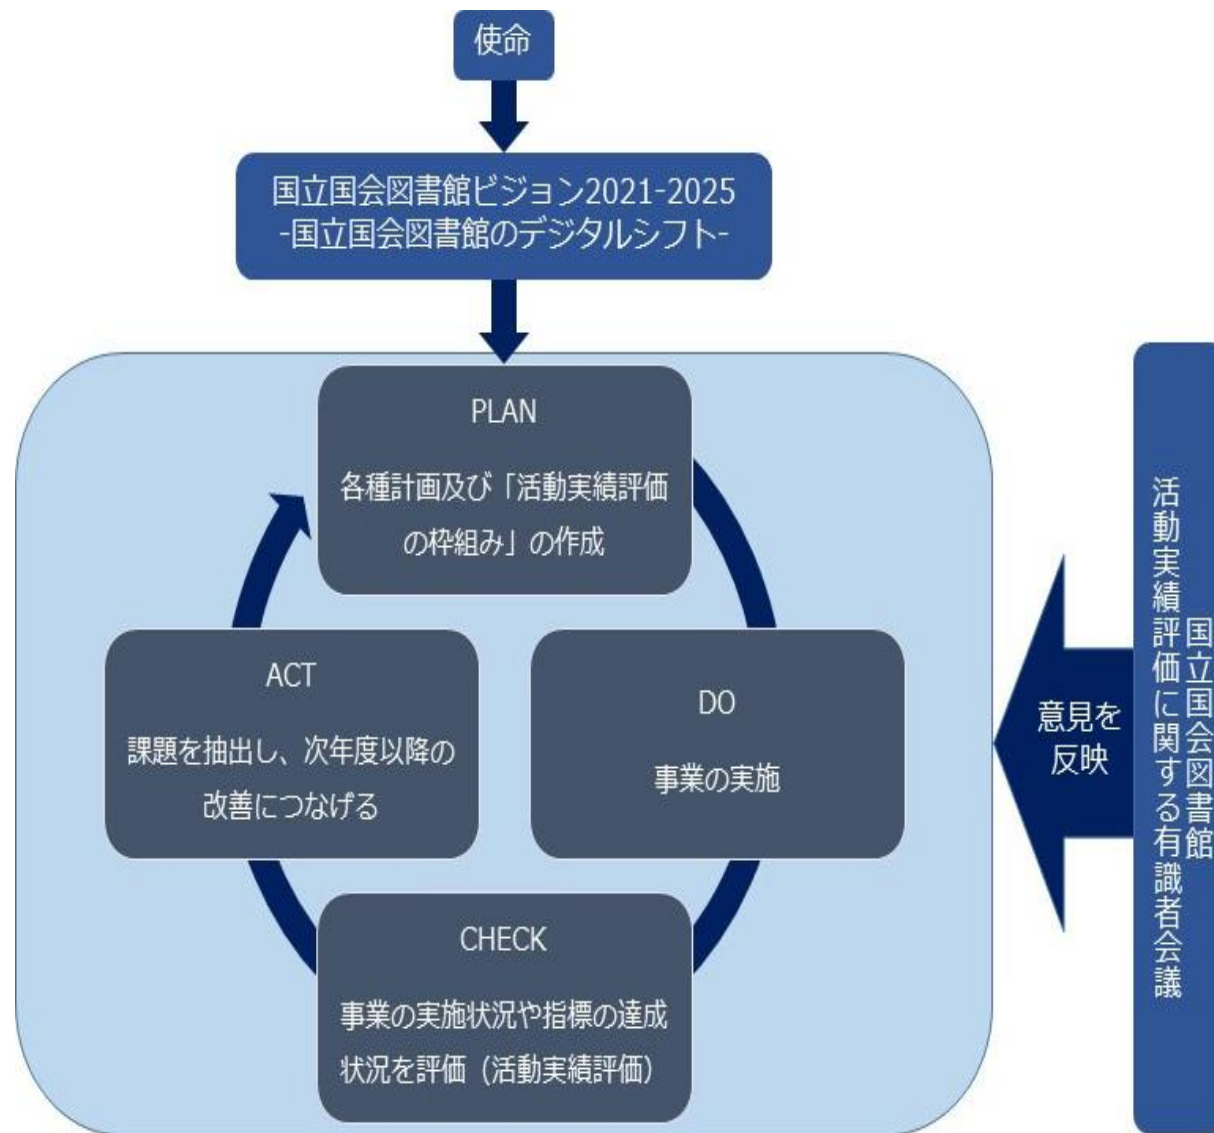 使命
国立国会図書館ビジョン2021-2025
-国立国会図書館のデジタルシフト-
PLAN
各種計画及び「活動実績評価
の枠組み」の作成
DO
事業の実施
CHECK
事業の実施状況や指標の達成
状況を評価（活動実績評価）
ACT
課題を抽出し、次年度以降の
改善につなげる
意見を
反映
国立国会図書館
活動実績評価に関する有識者会議